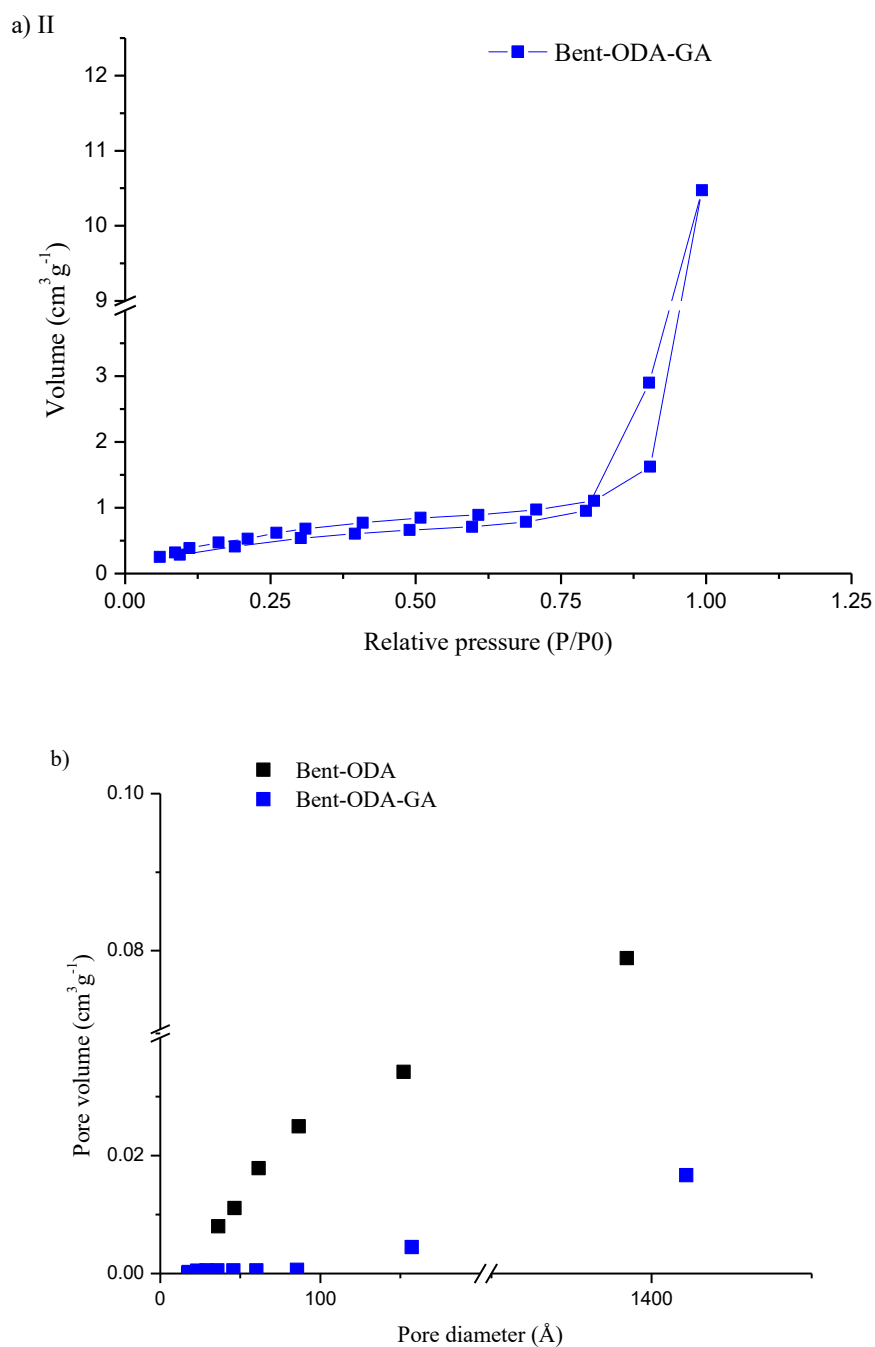 a) II
Bent-ODA-GA
12
11
10
9
3
2
1
0
Volume (cm³g⁻¹)
0.00 0.25 0.50 0.75 1.00 1.25
Relative pressure (P/P0)
b)
Bent-ODA
Bent-ODA-GA
0.10
0.08
0.02
0.00
Pore volume (cm³g⁻¹)
0 100 1400
Pore diameter (Å)